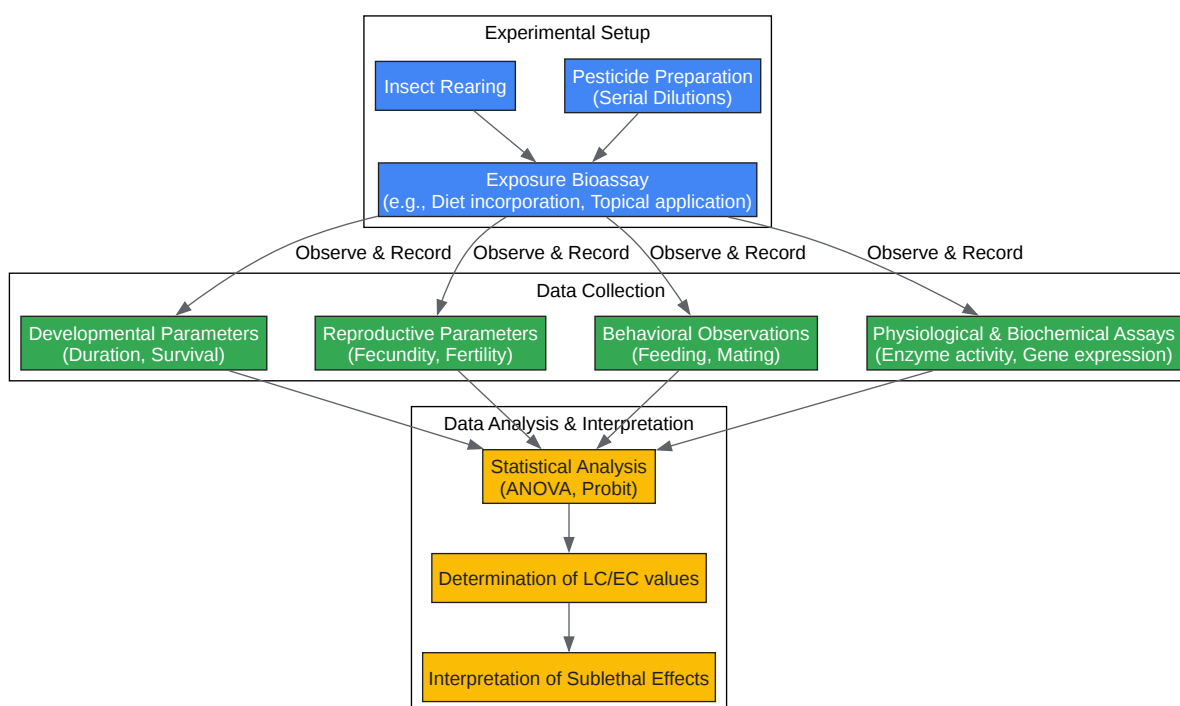 Experimental Setup
Insect Rearing
Pesticide Preparation
(Serial Dilutions)
Exposure Bioassay
(e.g., Diet incorporation, Topical application)
Observe & Record
Observe & Record
Observe & Record
Observe & Record
Data Collection
Developmental Parameters
(Duration, Survival)
Reproductive Parameters
(Fecundity, Fertility)
Behavioral Observations
(Feeding, Mating)
Physiological & Biochemical Assays
(Enzyme activity, Gene expression)
Data Analysis & Interpretation
Statistical Analysis
(ANOVA, Probit)
Determination of LC/EC values
Interpretation of Sublethal Effects